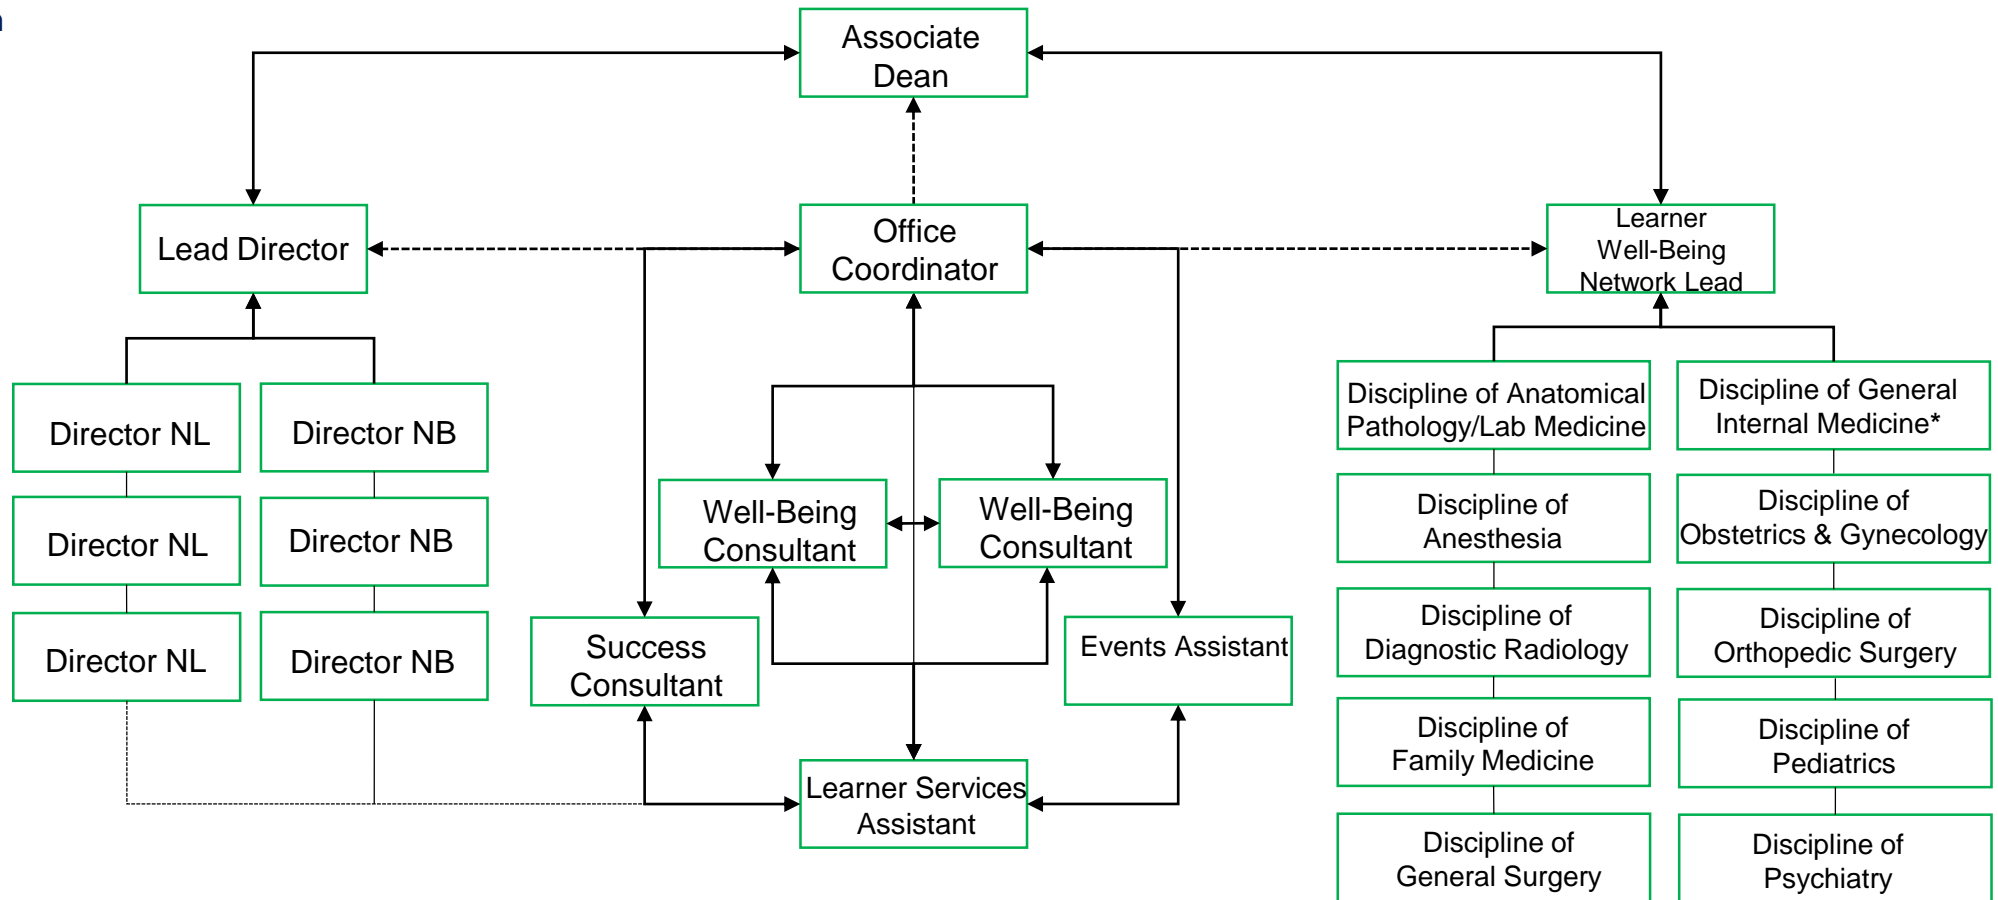 Associate
Dean
Lead Director
Office
Coordinator
Learner
Well-Being
Network Lead
Director NL
Director NB
Director NL
Director NB
Director NL
Director NB
Well-Being
Consultant
Well-Being
Consultant
Success
Consultant
Events Assistant
Learner Services
Assistant
Discipline of Anatomical
Pathology/Lab Medicine
Discipline of General
Internal Medicine*
Discipline of
Anesthesia
Discipline of
Obstetrics & Gynecology
Discipline of
Diagnostic Radiology
Discipline of
Orthopedic Surgery
Discipline of
Family Medicine
Discipline of
Pediatrics
Discipline of
General Surgery
Discipline of
Psychiatry